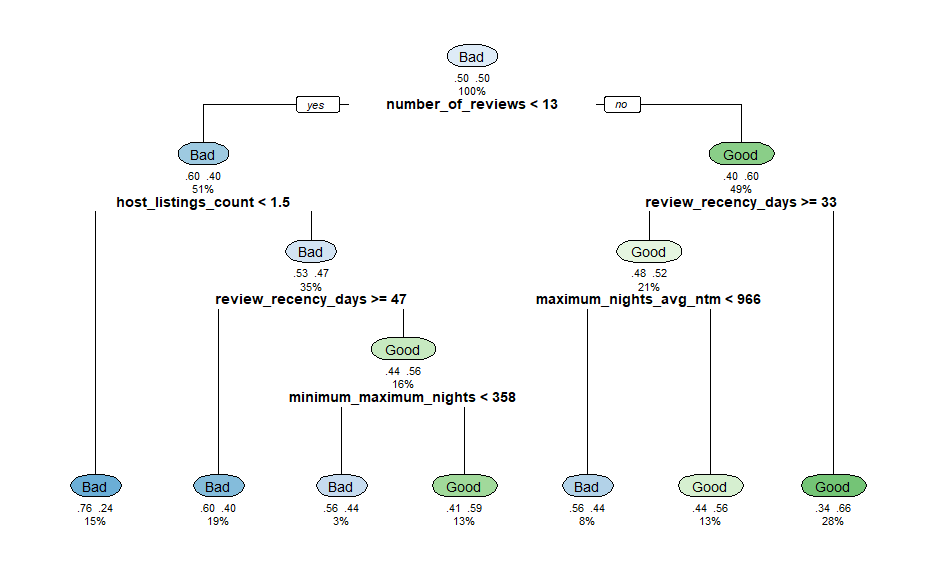 Bad
.50 .50
100%
yes number_of_reviews < 13 no
Bad Good
.60 .40 .40 .60
51% 49%
host_listings_count < 1.5 review_recency_days >= 33
Bad Good
.53 .47 .48 .52
35% 21%
review_recency_days >= 47 maximum_nights_avg_ntm < 966
Good
.44 .56
16%
minimum_maximum_nights < 358
Bad Bad Bad Good Bad Good Good
.76 .24 .60 .40 .56 .44 .41 .59 .56 .44 .44 .56 .34 .66
15% 19% 3% 13% 8% 13% 28%